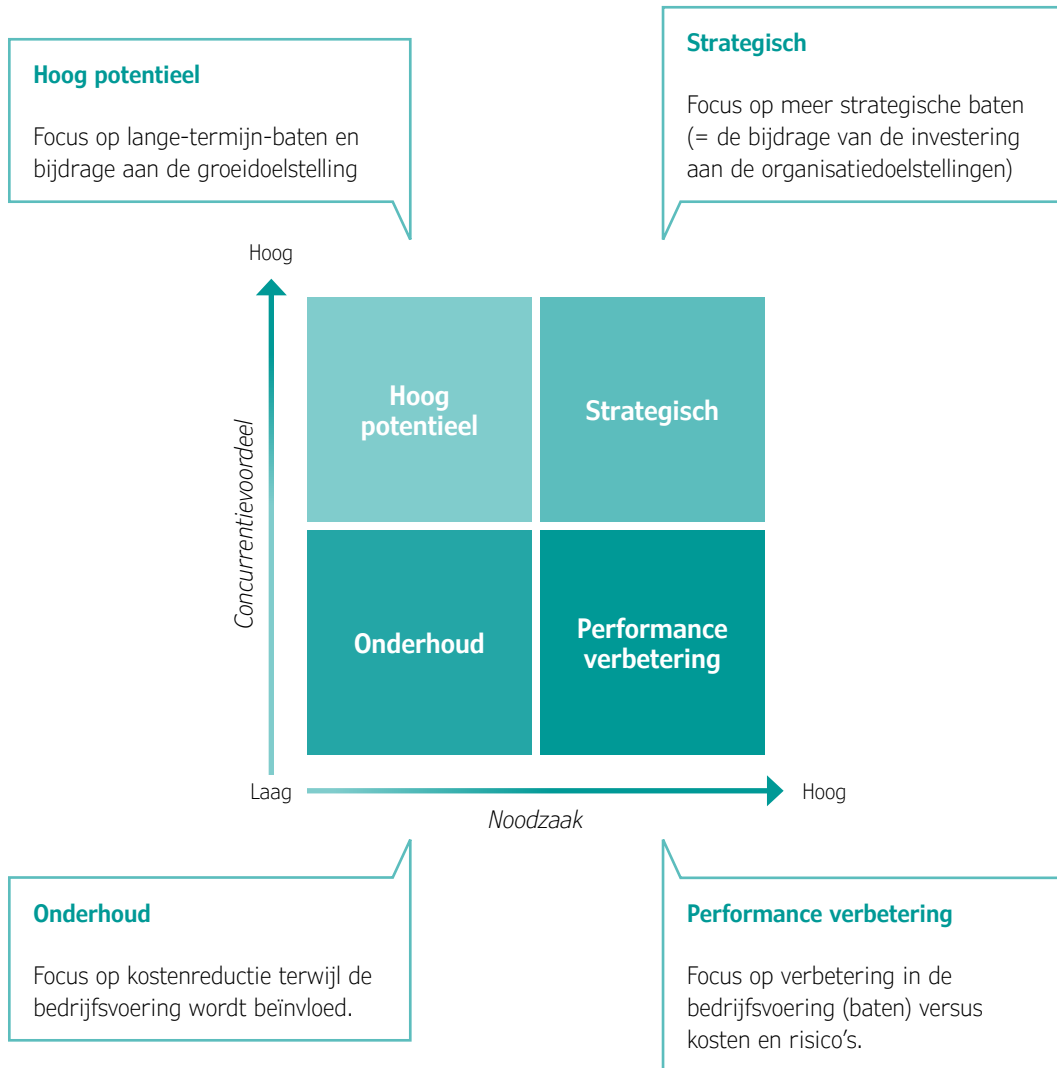 Hoog potentieel
Focus op lange-termijn-baten en
bijdrage aan de groeidoelstelling
Strategisch
Focus op meer strategische baten
(= de bijdrage van de investering
aan de organisatiedoelstellingen)
Hoog
Concurrentievoordeel
Hoog
potentieel
Strategisch
Onderhoud
Performance
verbetering
Laag
Hoog
Noodzaak
Onderhoud
Focus op kostenreductie terwijl de
bedrijfsvoering wordt beïnvloed.
Performance verbetering
Focus op verbetering in de
bedrijfsvoering (baten) versus
kosten en risico's.